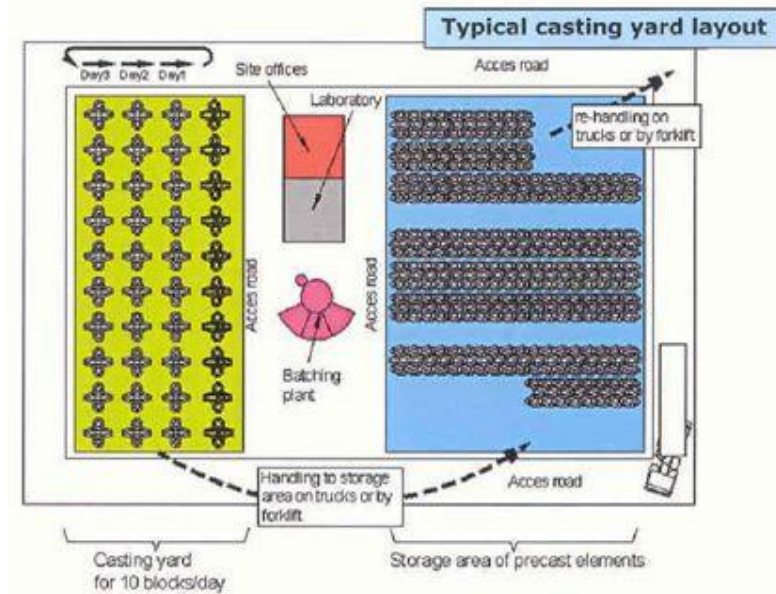 Typical casting yard layout
Day3
Day2
Day1
Site offices
Laboratory
Acces road
re-handling on
trucks or by forklift
Acces road
Acces road
Batching
plant
Handling to storage
area on trucks or by
forklift
Acces road
Casting yard
for 10 blocks/day
Storage area of precast elements